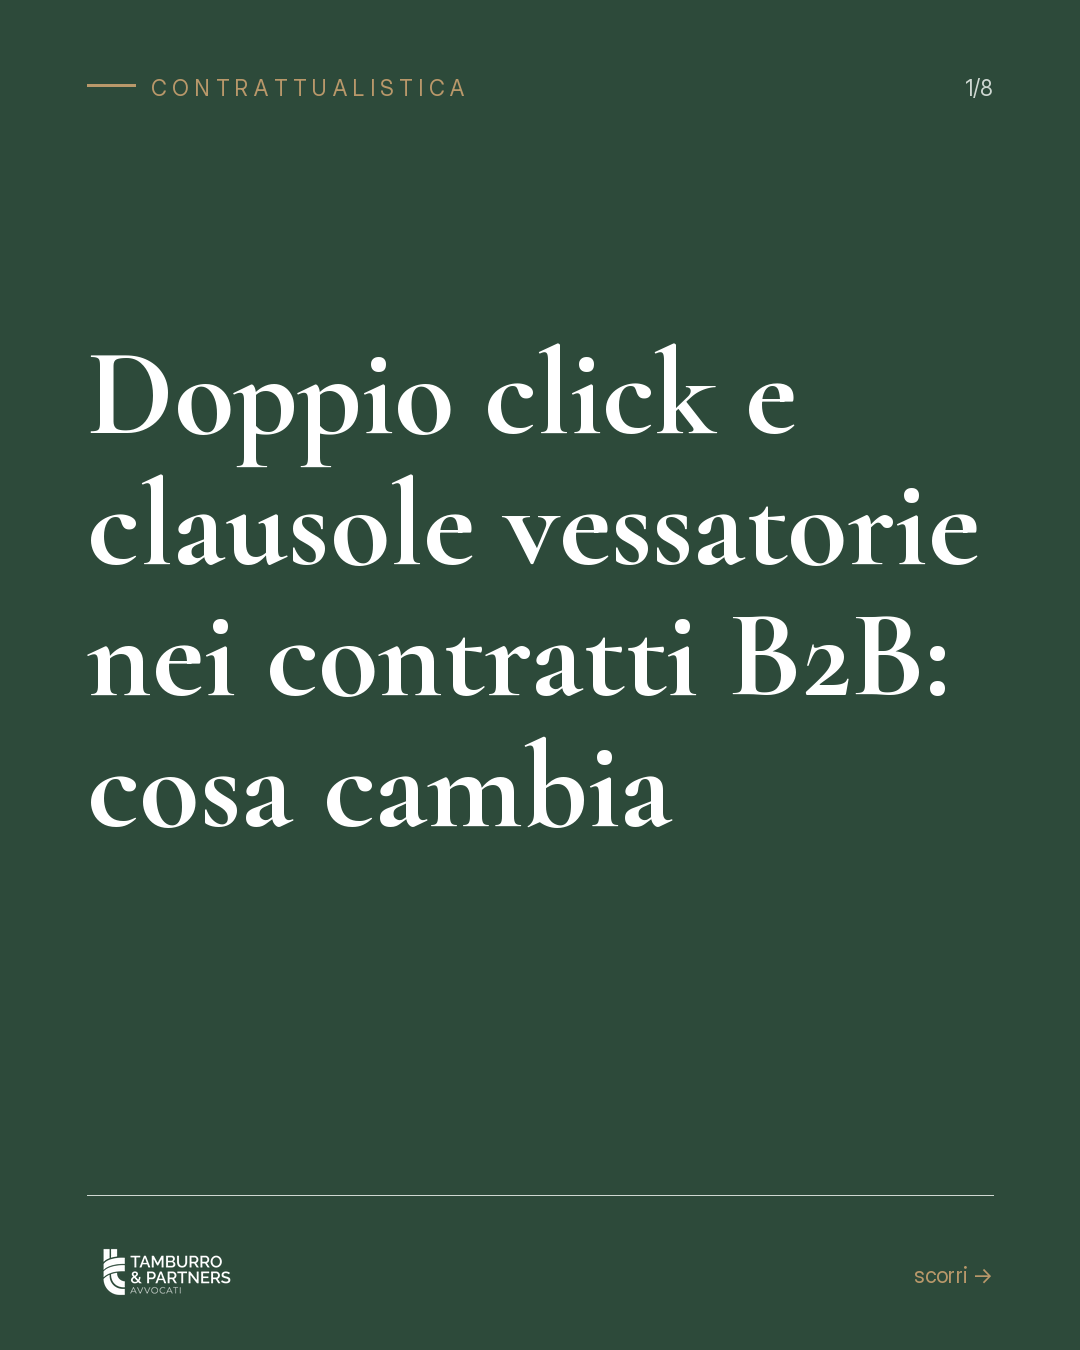 CONTRATTUALISTICA
1/8
Doppio click e
clausole vessatorie
nei contratti B2B:
cosa cambia
TAMBURRO
& PARTNERS
AVVOCATI
scorri →